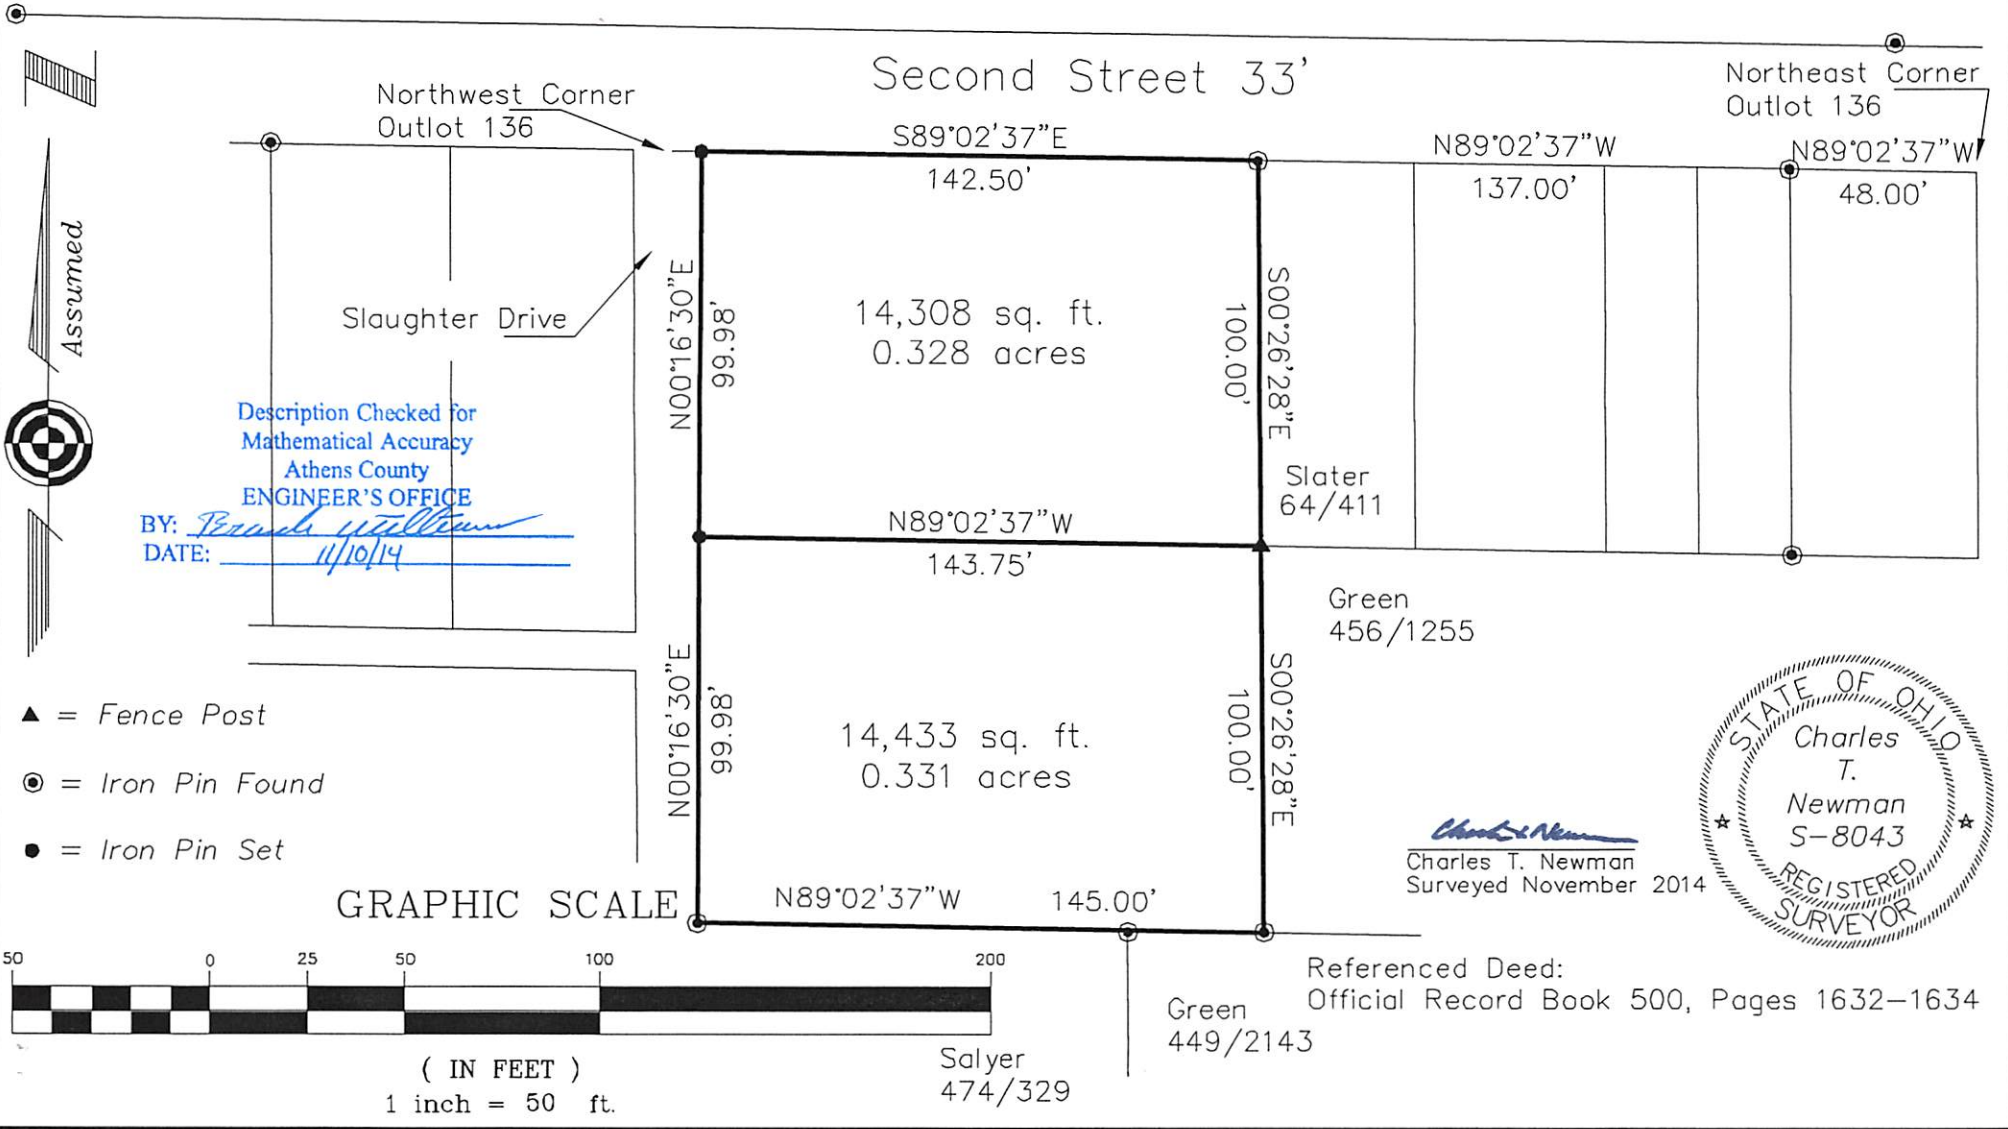 Second Street 33'
Northwest Corner
Outlot 136
Northeast Corner
Outlot 136
S89°02'37"E
142.50'
N89°02'37"W
137.00'
N89°02'37"W
48.00'
Assumed
Slaughter Drive
N00°16'30"E
99.98'
14,308 sq. ft.
0.328 acres
S00°26'28"E
100.00'
Description Checked for
Mathematical Accuracy
Athens County
ENGINEER'S OFFICE
BY:
DATE: 11/10/14
Slater
64/411
N89°02'37"W
143.75'
Green
456/1255
N00°16'30"E
99.98'
14,433 sq. ft.
0.331 acres
S00°26'28"E
100.00'
▲ = Fence Post
= Iron Pin Found
● = Iron Pin Set
STATE OF OHIO
Charles
T.
Newman
S-8043
REGISTERED
SURVEYOR
Charles T. Newman
Surveyed November 2014
N89°02'37"W 145.00'
GRAPHIC SCALE
50 0 25 50 100 200
( IN FEET )
1 inch = 50 ft.
Referenced Deed:
Official Record Book 500, Pages 1632-1634
Green
449/2143
Salyer
474/329